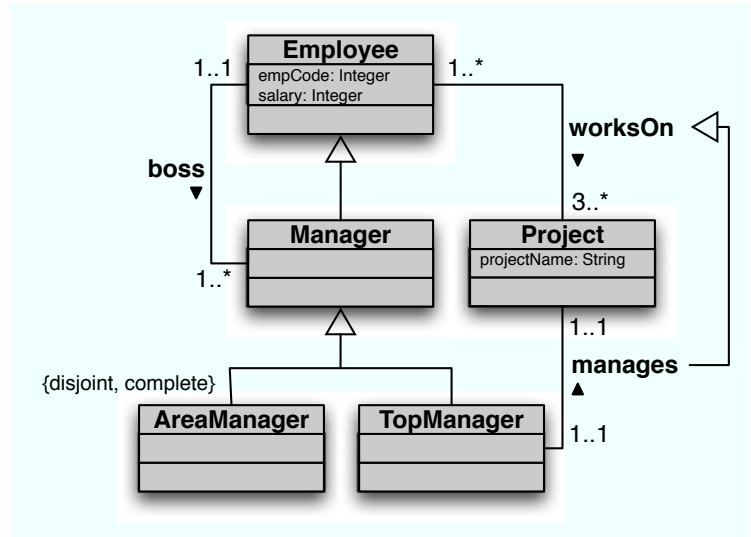 Employee
1..1
empCode: Integer
salary: Integer
1..*
worksOn
boss
3..*
Manager
Project
projectName: String
1..*
1..1
manages
{disjoint, complete}
AreaManager
TopManager
1..1